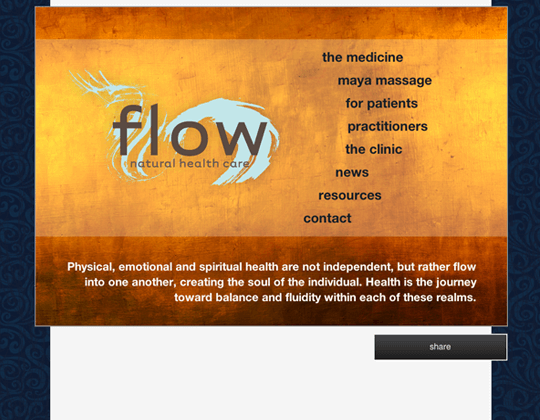 flow
natural health care
the medicine
maya massage
for patients
practitioners
the clinic
news
resources
contact
Physical, emotional and spiritual health are not independent, but rather flow
into one another, creating the soul of the individual. Health is the journey
toward balance and fluidity within each of these realms.
share